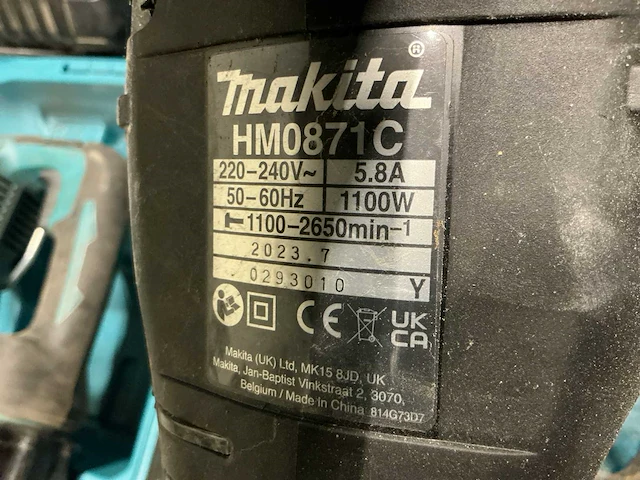 makita®
HM0871C
220-240V~ 5.8A
50-60Hz 1100W
1100-2650min-1
2023.7
0293010 Y
CE UK CA
Makita (UK) Ltd, MK15 8JD, UK
Makita, Jan-Baptist Vinkstraat 2, 3070,
Belgium / Made in China 814G73D7